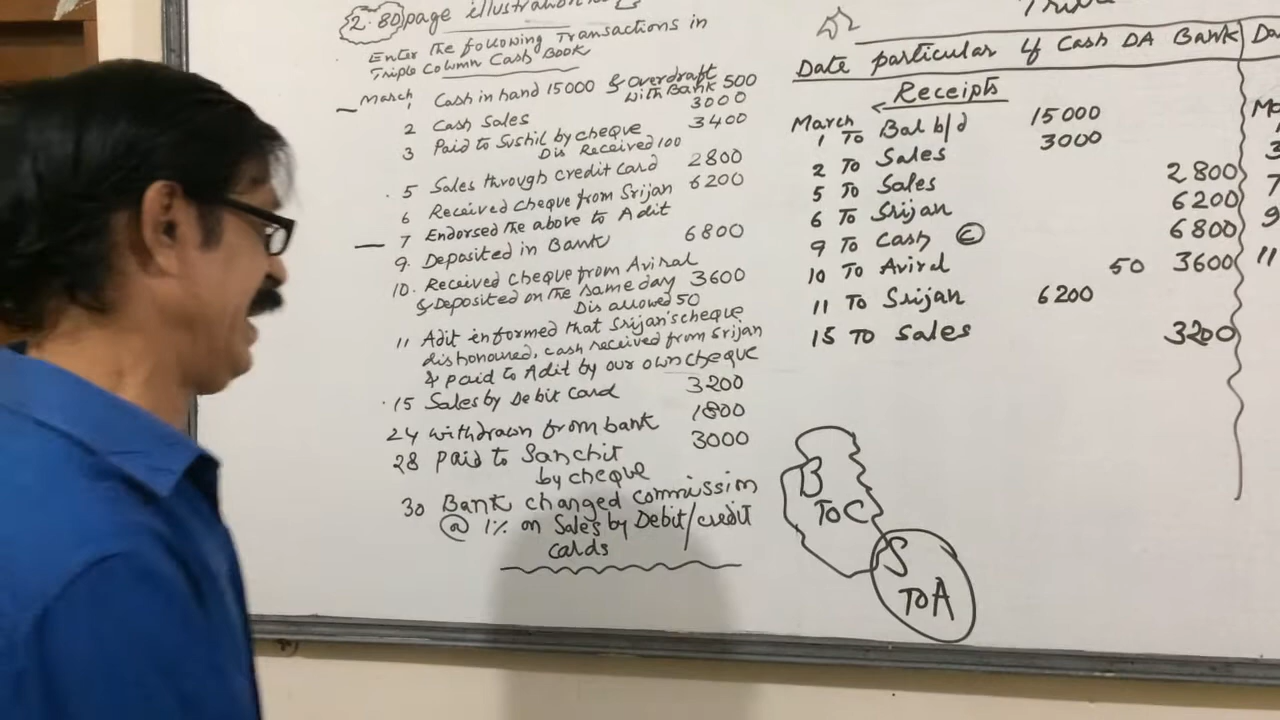 2.80 page illustration
Enter the following Transactions in
Triple Column Cash Book
March
1 Cash in hand 15000 & overdraft
with Bank 500
2 Cash Sales 3000
3 Paid to Sushil by cheque 3400
Dis Received 100
5 Sales through credit Card 2800
6 Received cheque from Srijan 6200
7 Endorsed the above to Adit
9. Deposited in Bank 6800
10. Received cheque from Aviral
& Deposited on the same day 3600
Dis allowed 50
11 Adit informed that Srijan's cheque
dishonoured, cash received from Srijan
& paid to Adit by our own cheque
15 Sales by Debit Card 3200
24 withdrawn from bank 1800
28 paid to Sanchit 3000
by cheque
30 Bank charged commission
@ 1% on Sales by Debit/credit
cards
Date particular Lf Cash DA Bank
Receipts
March
1 To Bal b/d 15000
2 To Sales 3000
5 To Sales 2800
6 To Srijan 6200
9 To Cash C 6800
10 To Aviral 50 3600
11 To Srijan 6200
15 To Sales 3200
B
To C
S
To A
7
9
11